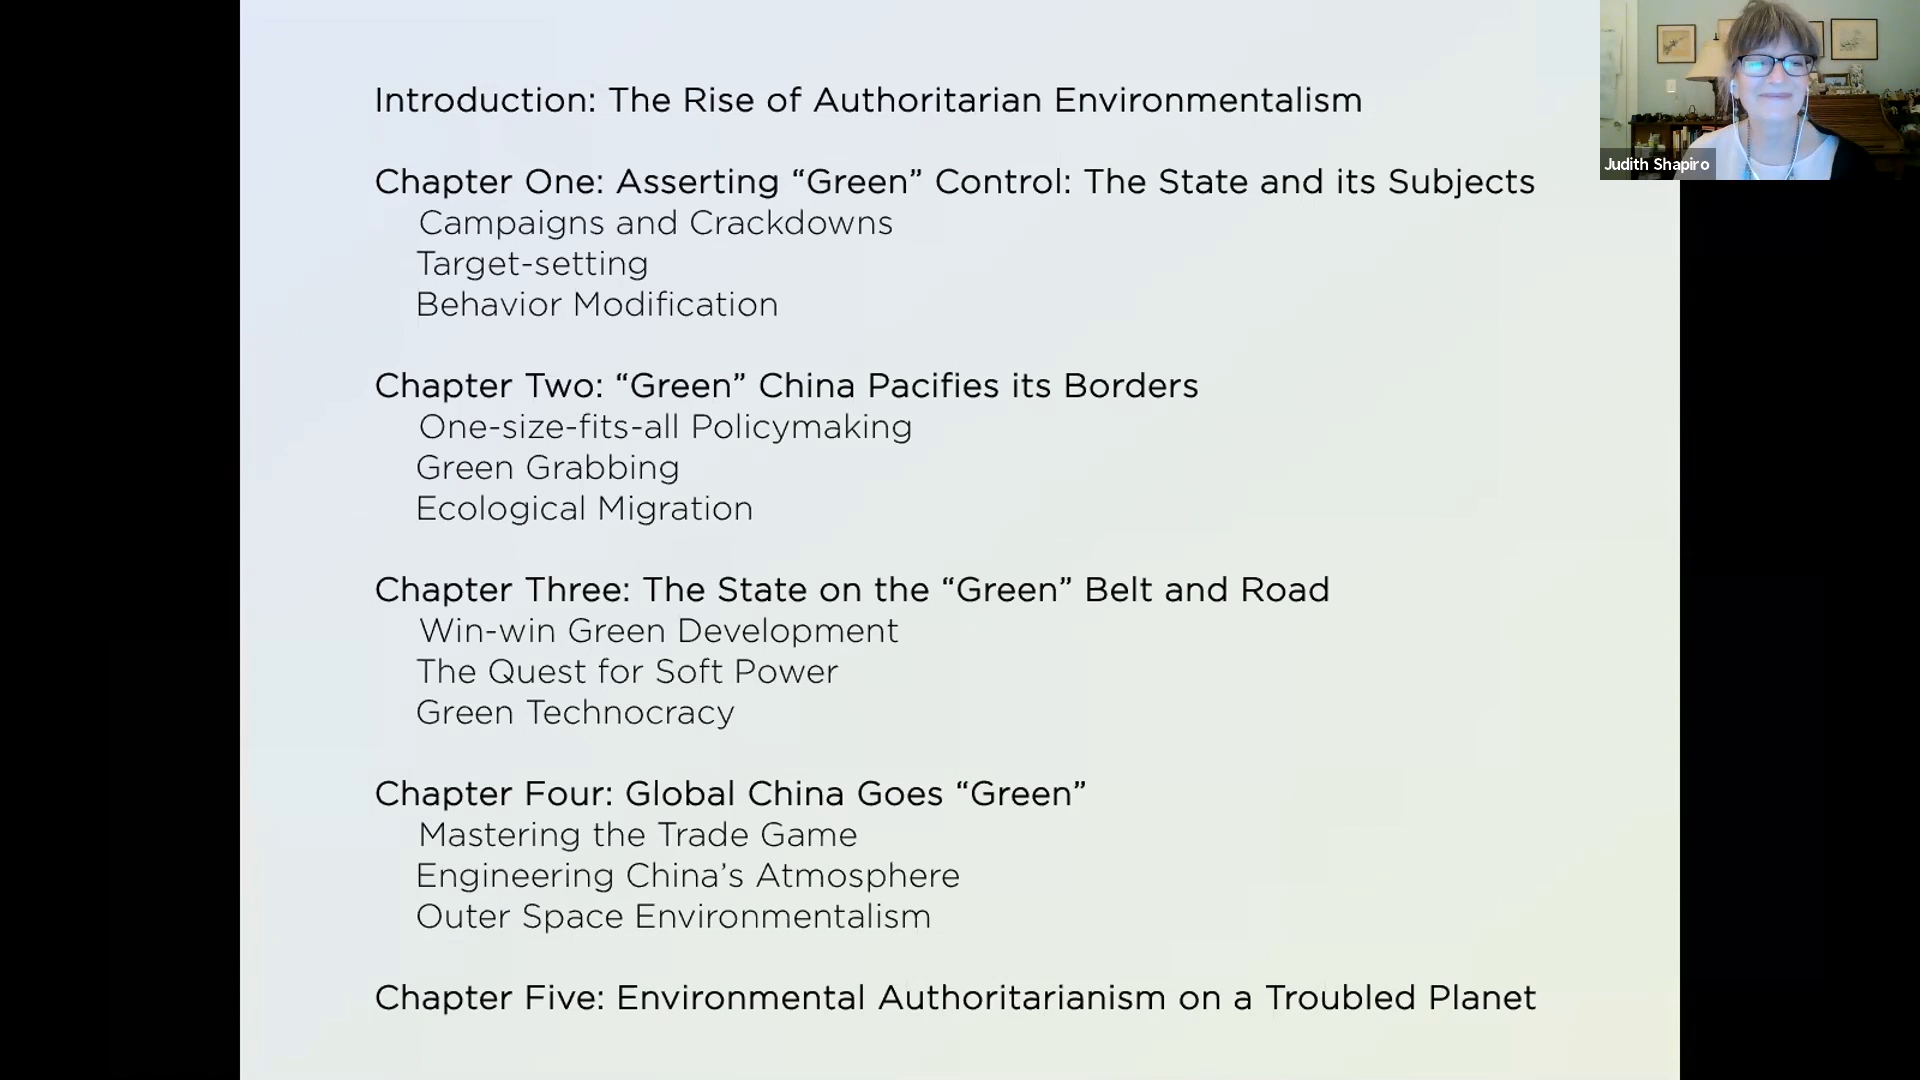 Introduction: The Rise of Authoritarian Environmentalism
Chapter One: Asserting “Green” Control: The State and its Subjects
Campaigns and Crackdowns
Target-setting
Behavior Modification
Chapter Two: “Green” China Pacifies its Borders
One-size-fits-all Policymaking
Green Grabbing
Ecological Migration
Chapter Three: The State on the “Green” Belt and Road
Win-win Green Development
The Quest for Soft Power
Green Technocracy
Chapter Four: Global China Goes “Green”
Mastering the Trade Game
Engineering China’s Atmosphere
Outer Space Environmentalism
Chapter Five: Environmental Authoritarianism on a Troubled Planet
Judith Shapiro